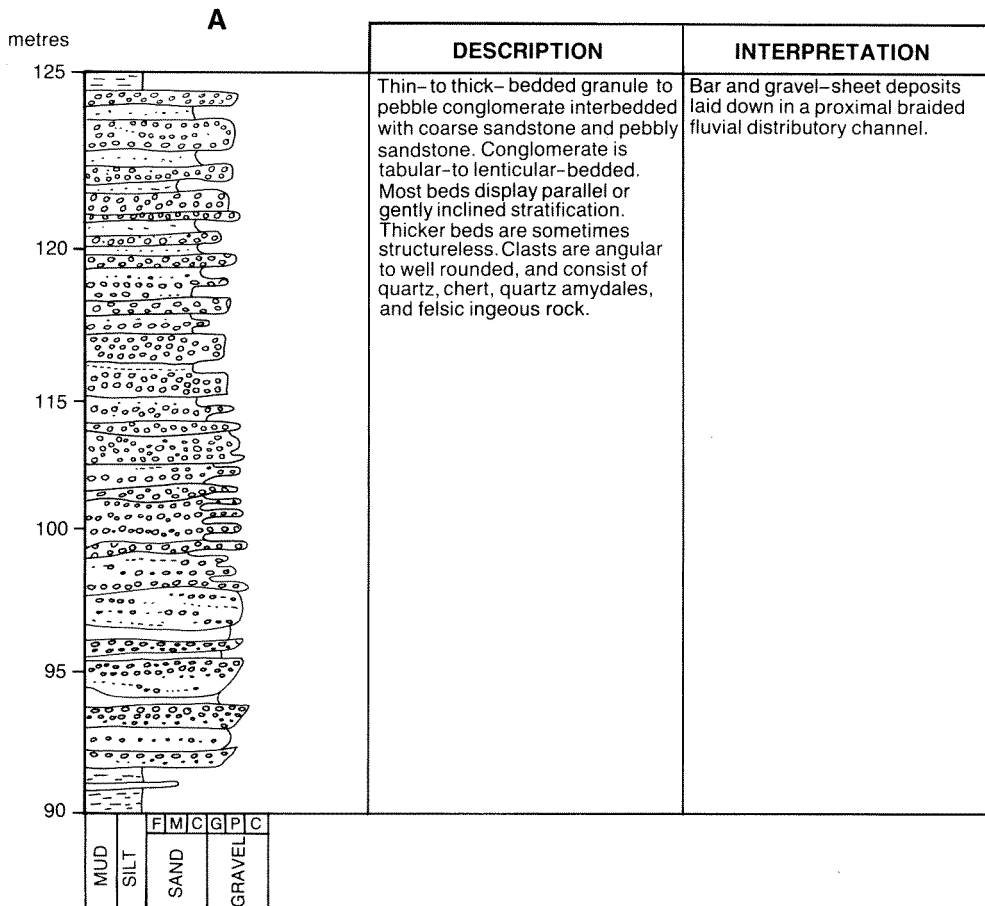 A
metres
125
120
115
100
95
90
DESCRIPTION
Thin-to thick-bedded granule to
pebble conglomerate interbedded
with coarse sandstone and pebbly
sandstone. Conglomerate is
tabular-to lenticular-bedded.
Most beds display parallel or
gently inclined stratification.
Thicker beds are sometimes
structureless. Clasts are angular
to well rounded, and consist of
quartz, chert, quartz amydales,
and felsic ingeous rock.
INTERPRETATION
Bar and gravel-sheet deposits
laid down in a proximal braided
fluvial distributory channel.
F M C G P C
MUD
SILT
SAND
GRAVEL